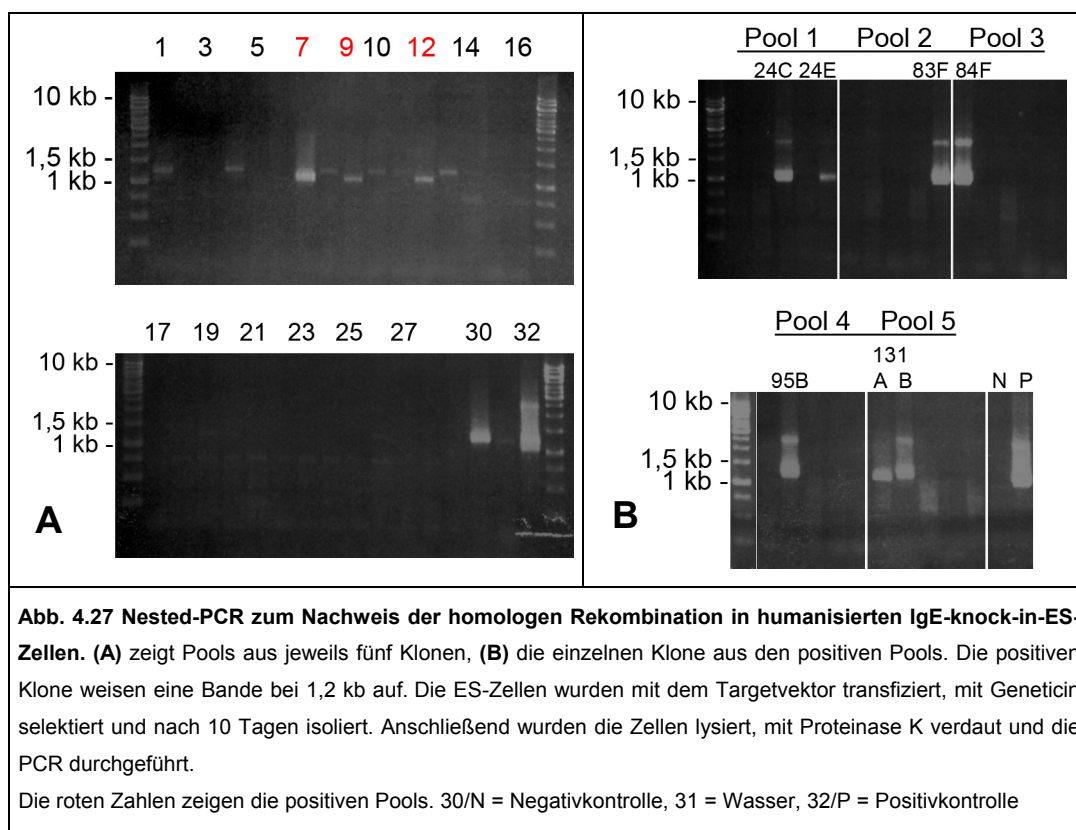 1 3 5 7 9 10 12 14 16
10 kb -
1,5 kb -
1 kb -
17 19 21 23 25 27 30 32
10 kb -
1,5 kb -
1 kb -
A
Pool 1 Pool 2 Pool 3
24C 24E 83F 84F
10 kb -
1,5 kb -
1 kb -
Pool 4 Pool 5
131
95B A B N P
10 kb -
1,5 kb -
1 kb -
B
Abb. 4.27 Nested-PCR zum Nachweis der homologen Rekombination in humanisierten IgE-knock-in-ES-
Zellen. (A) zeigt Pools aus jeweils fünf Klonen, (B) die einzelnen Klone aus den positiven Pools. Die positiven
Klone weisen eine Bande bei 1,2 kb auf. Die ES-Zellen wurden mit dem Targetvektor transfiziert, mit Geneticin
selektiert und nach 10 Tagen isoliert. Anschließend wurden die Zellen lysiert, mit Proteinase K verdaut und die
PCR durchgeführt.
Die roten Zahlen zeigen die positiven Pools. 30/N = Negativkontrolle, 31 = Wasser, 32/P = Positivkontrolle